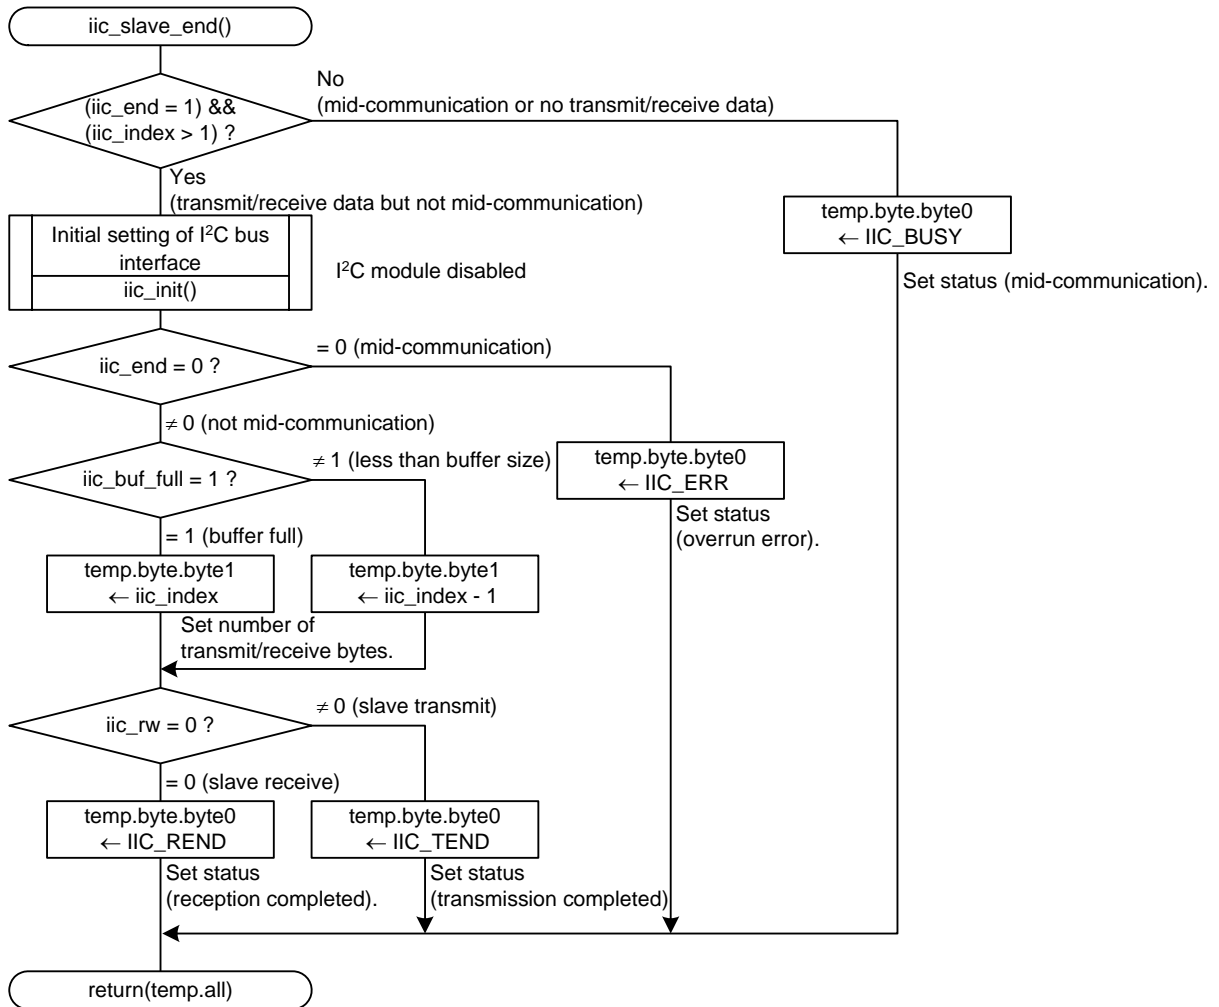 iic_slave_end()
No
(mid-communication or no transmit/receive data)
(iic_end = 1) &&
(iic_index > 1) ?
Yes
(transmit/receive data but not mid-communication)
temp.byte.byte0
← IIC_BUSY
Set status (mid-communication).
Initial setting of I²C bus
interface
iic_init()
I²C module disabled
= 0 (mid-communication)
iic_end = 0 ?
≠ 0 (not mid-communication)
≠ 1 (less than buffer size)
iic_buf_full = 1 ?
temp.byte.byte0
← IIC_ERR
Set status
(overrun error).
= 1 (buffer full)
temp.byte.byte1
← iic_index
temp.byte.byte1
← iic_index - 1
Set number of
transmit/receive bytes.
≠ 0 (slave transmit)
iic_rw = 0 ?
= 0 (slave receive)
temp.byte.byte0
← IIC_REND
temp.byte.byte0
← IIC_TEND
Set status
(reception completed).
Set status
(transmission completed)
return(temp.all)